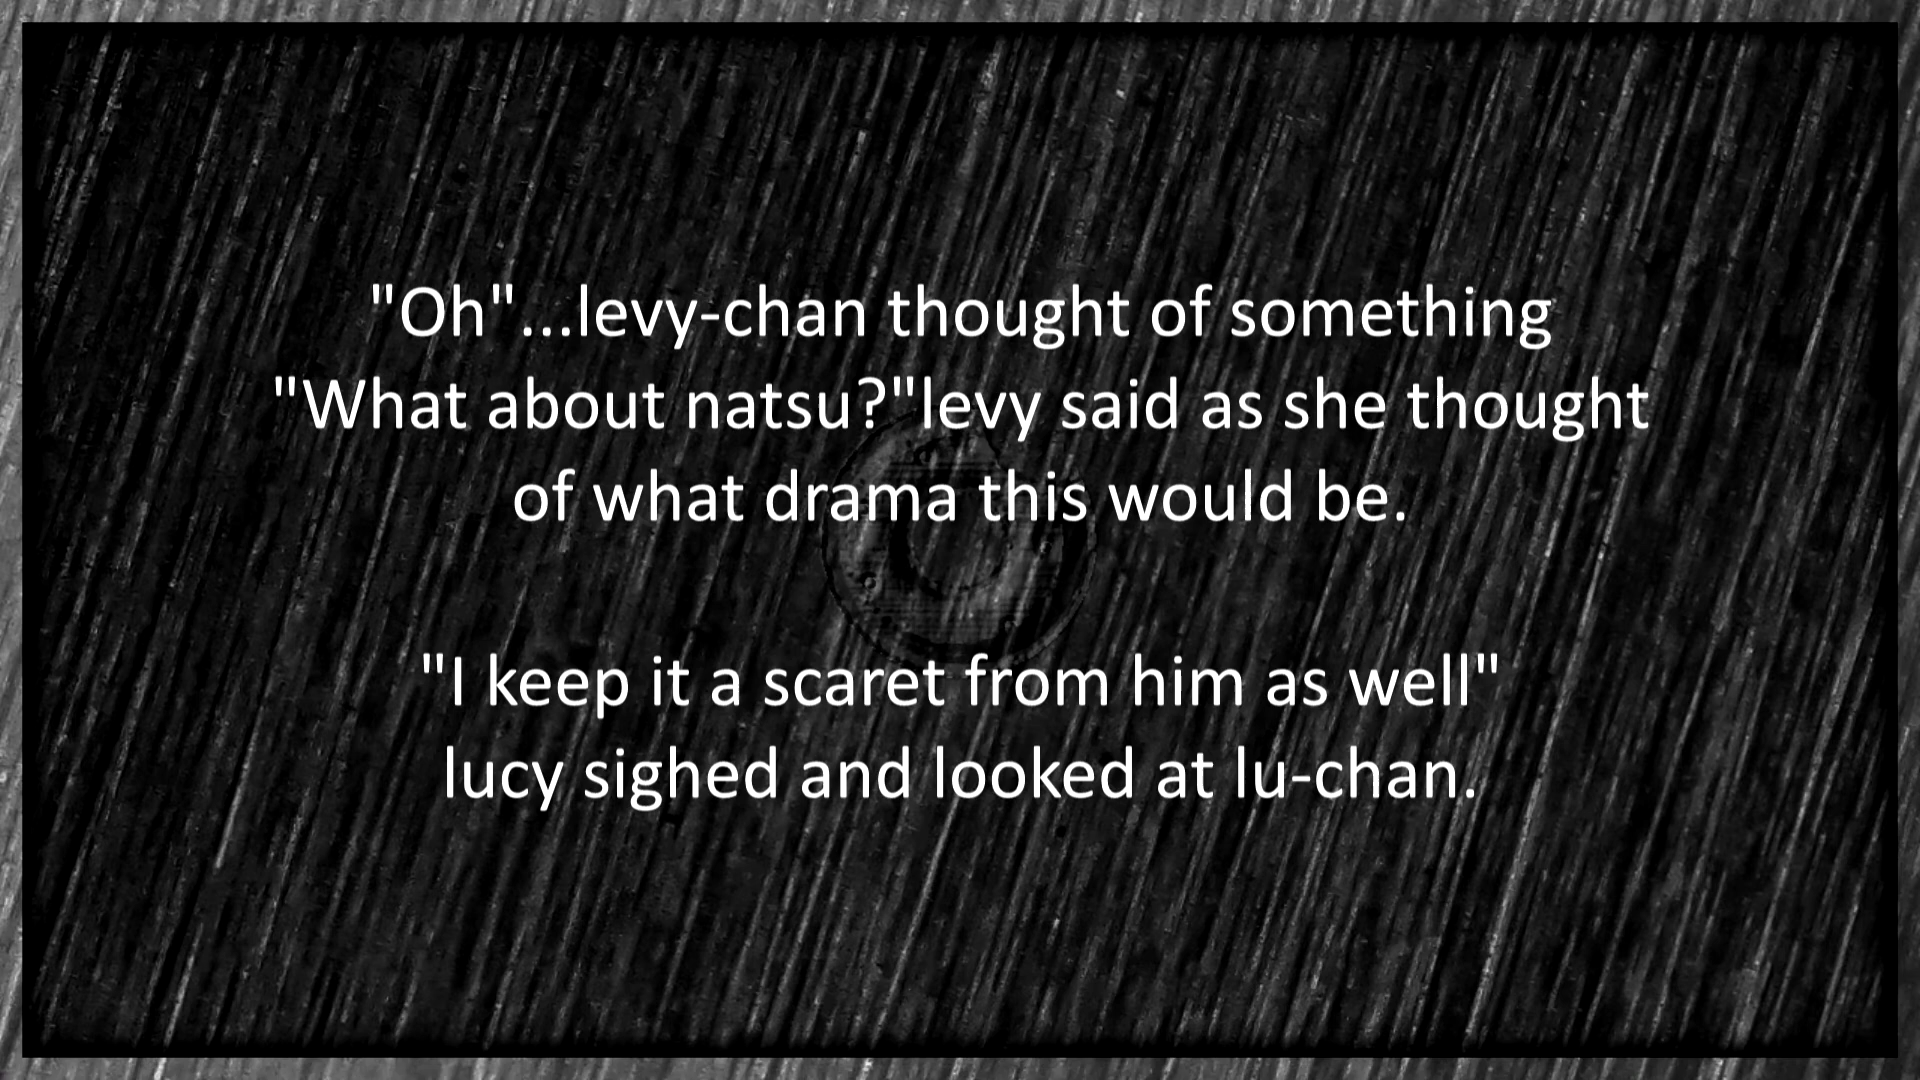 "Oh"...levy-chan thought of something
"What about natsu?"levy said as she thought
of what drama this would be.
"I keep it a scaret from him as well"
lucy sighed and looked at lu-chan.